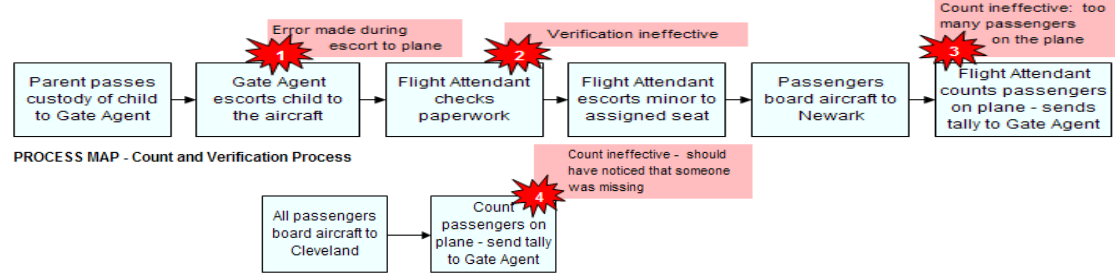 Error made during
escort to plane
1
Verification ineffective
2
Count ineffective: too
many passengers
on the plane
3
Parent passes
custody of child
to Gate Agent
Gate Agent
escorts child to
the aircraft
Flight Attendant
checks
paperwork
Flight Attendant
escorts minor to
assigned seat
Passengers
board aircraft to
Newark
Flight Attendant
counts passengers
on plane - sends
tally to Gate Agent
PROCESS MAP - Count and Verification Process
Count ineffective - should
have noticed that someone
was missing
4
All passengers
board aircraft to
Cleveland
Count
passengers on
plane - send tally
to Gate Agent